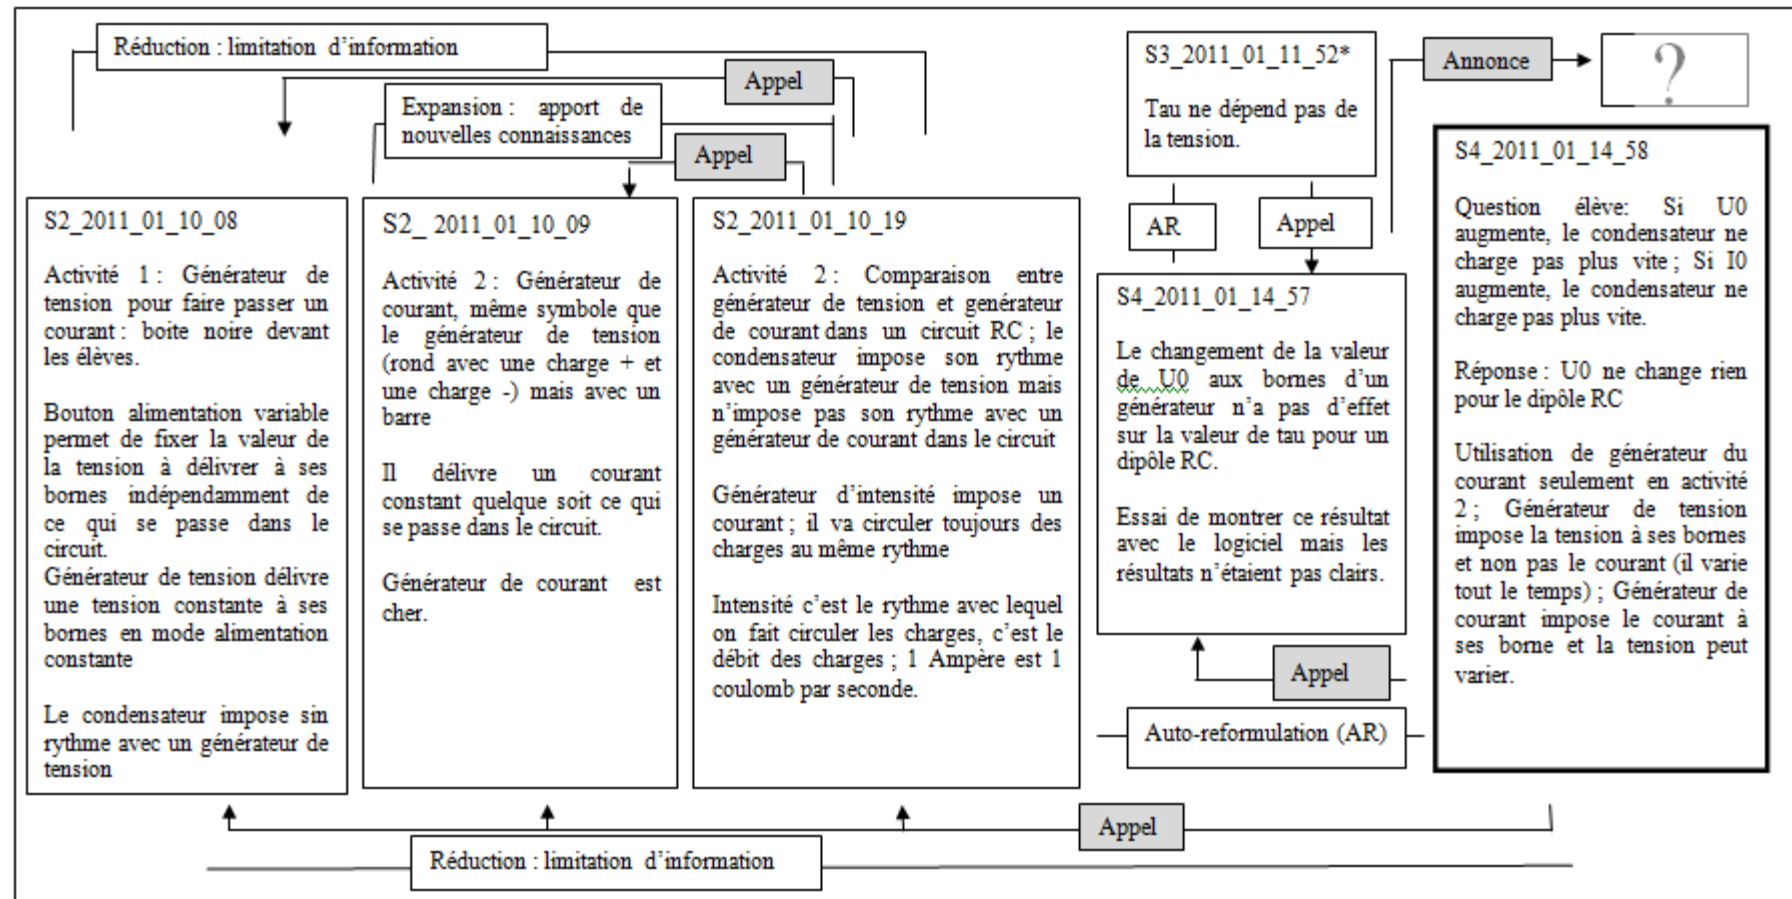 Réduction : limitation d’information
Appel
Expansion : apport de
nouvelles connaissances
Appel
S2_2011_01_10_08
Activité 1 : Générateur de
tension pour faire passer un
courant : boite noire devant
les élèves.
Bouton alimentation variable
permet de fixer la valeur de
la tension à délivrer à ses
bornes indépendamment de
ce qui se passe dans le
circuit.
Générateur de tension délivre
une tension constante à ses
bornes en mode alimentation
constante
Le condensateur impose sin
rythme avec un générateur de
tension
S2_ 2011_01_10_09
Activité 2 : Générateur de
courant, même symbole que
le générateur de tension
(rond avec une charge + et
une charge -) mais avec un
barre
Il délivre un courant
constant quelque soit ce qui
se passe dans le circuit.
Générateur de courant est
cher.
S2_2011_01_10_19
Activité 2 : Comparaison entre
générateur de tension et genérateur
de courant dans un circuit RC ; le
condensateur impose son rythme
avec un générateur de tension mais
n’impose pas son rythme avec un
générateur de courant dans le circuit
Générateur d’intensité impose un
courant ; il va circuler toujours des
charges au même rythme
Intensité c’est le rythme avec lequel
on fait circuler les charges, c’est le
débit des charges ; 1 Ampère est 1
coulomb par seconde.
S3_2011_01_11_52*
Tau ne dépend pas de
la tension.
AR
Appel
S4_2011_01_14_57
Le changement de la valeur
de U0 aux bornes d’un
générateur n’a pas d’effet
sur la valeur de tau pour un
dipôle RC.
Essai de montrer ce résultat
avec le logiciel mais les
résultats n’étaient pas clairs.
Appel
Auto-reformulation (AR)
Annonce
?
S4_2011_01_14_58
Question élève: Si U0
augmente, le condensateur ne
charge pas plus vite ; Si I0
augmente, le condensateur ne
charge pas plus vite.
Réponse : U0 ne change rien
pour le dipôle RC
Utilisation de générateur du
courant seulement en activité
2 ; Générateur de tension
impose la tension à ses bornes
et non pas le courant (il varie
tout le temps) ; Générateur de
courant impose le courant à
ses borne et la tension peut
varier.
Appel
Réduction : limitation d’information